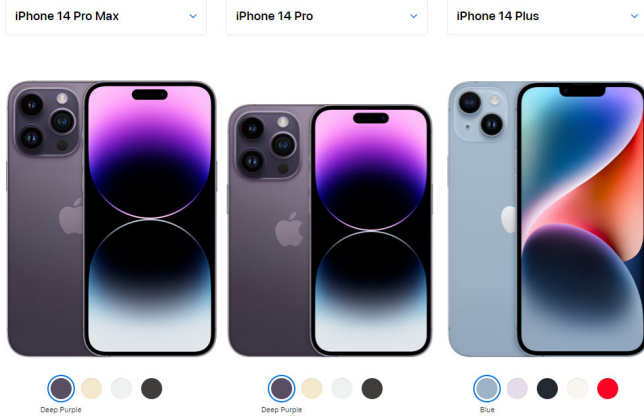 iPhone 14 Pro Max
iPhone 14 Pro
iPhone 14 Plus
Deep Purple
Deep Purple
Blue